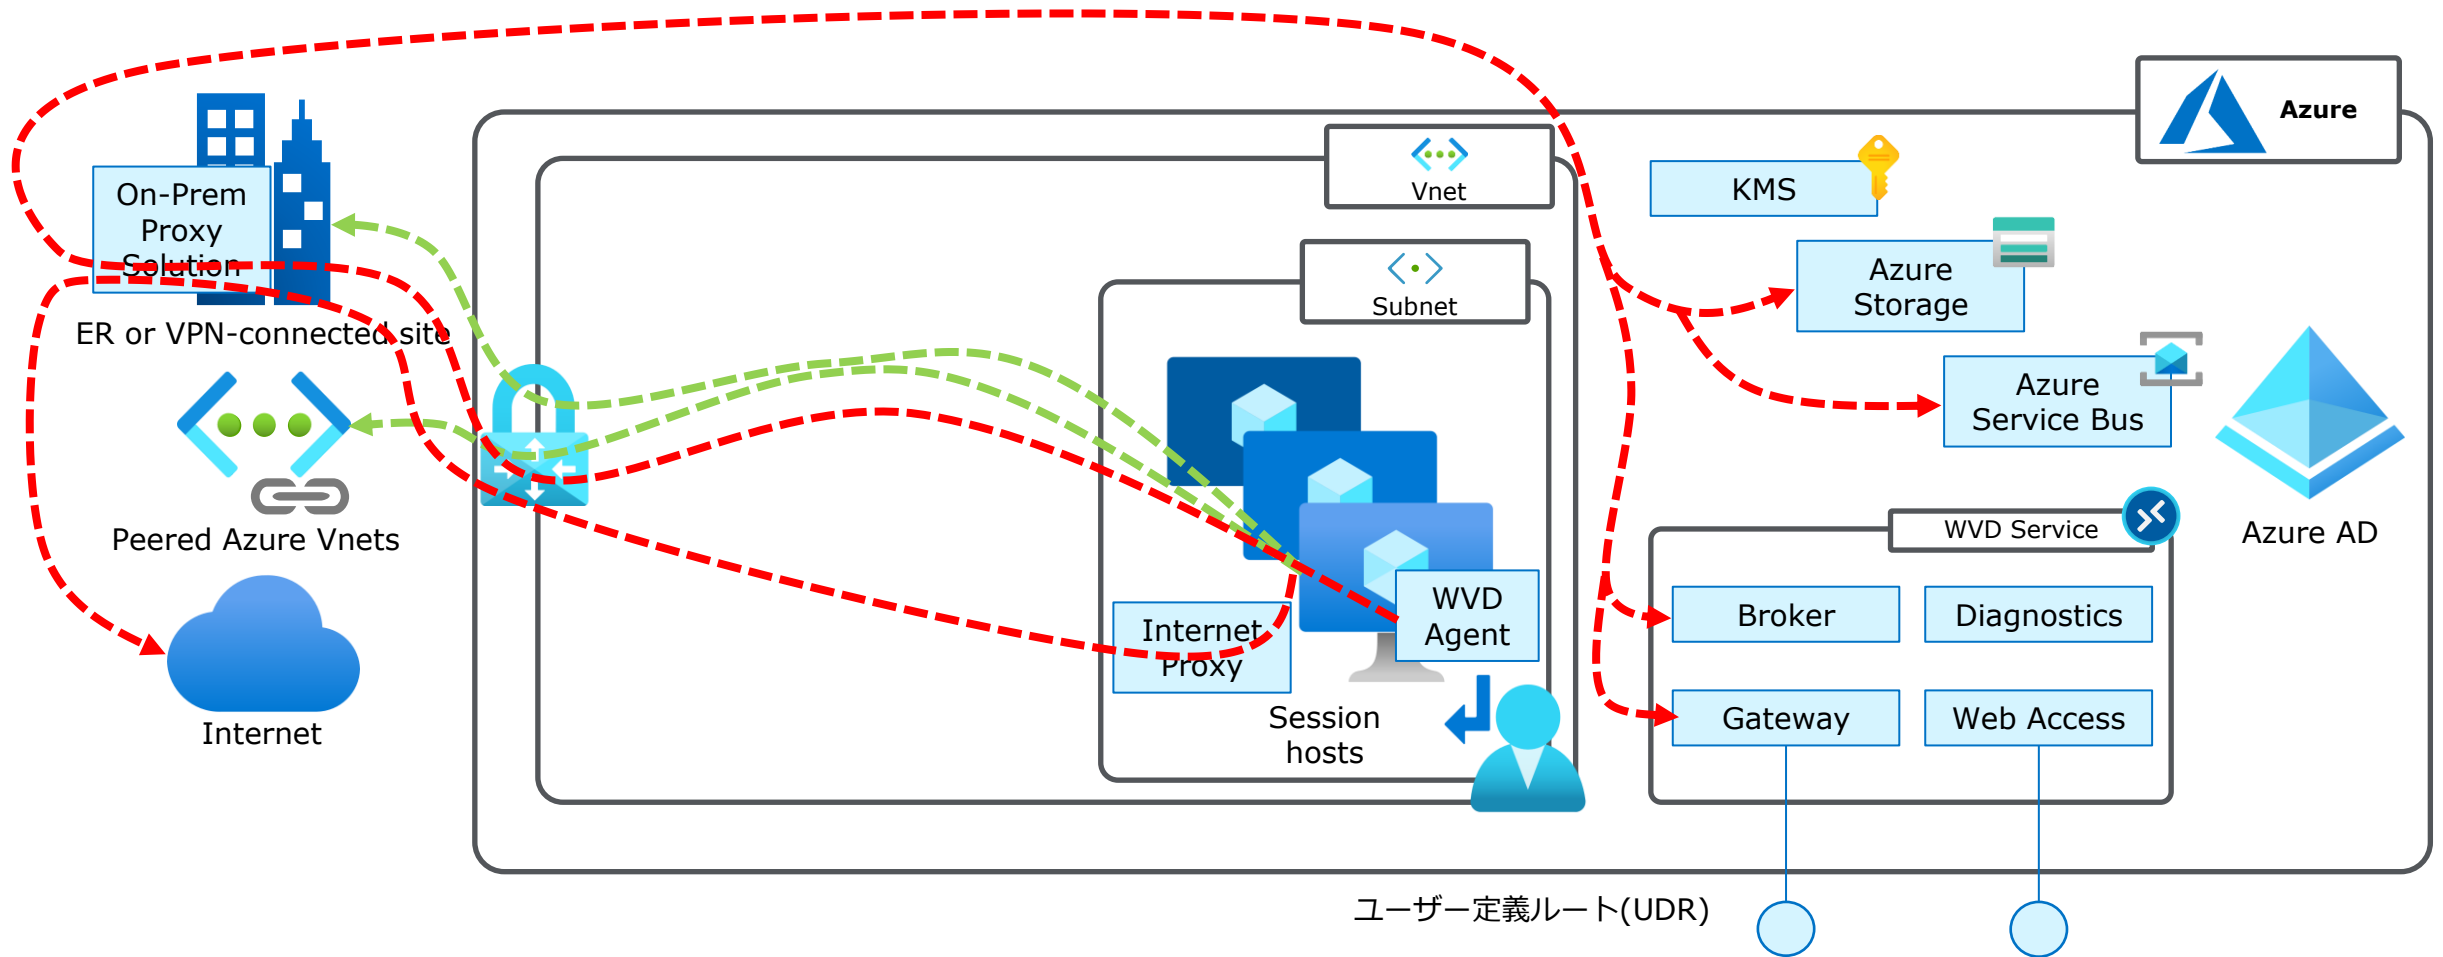 Azure
Vnet
KMS
On-Prem
Proxy
Solution
Subnet
Azure
Storage
ER or VPN-connected site
Azure
Service Bus
Peered Azure Vnets
WVD Service
Azure AD
WVD
Agent
Internet
Proxy
Broker
Diagnostics
Session
hosts
Gateway
Web Access
Internet
ユーザー定義ルート(UDR)